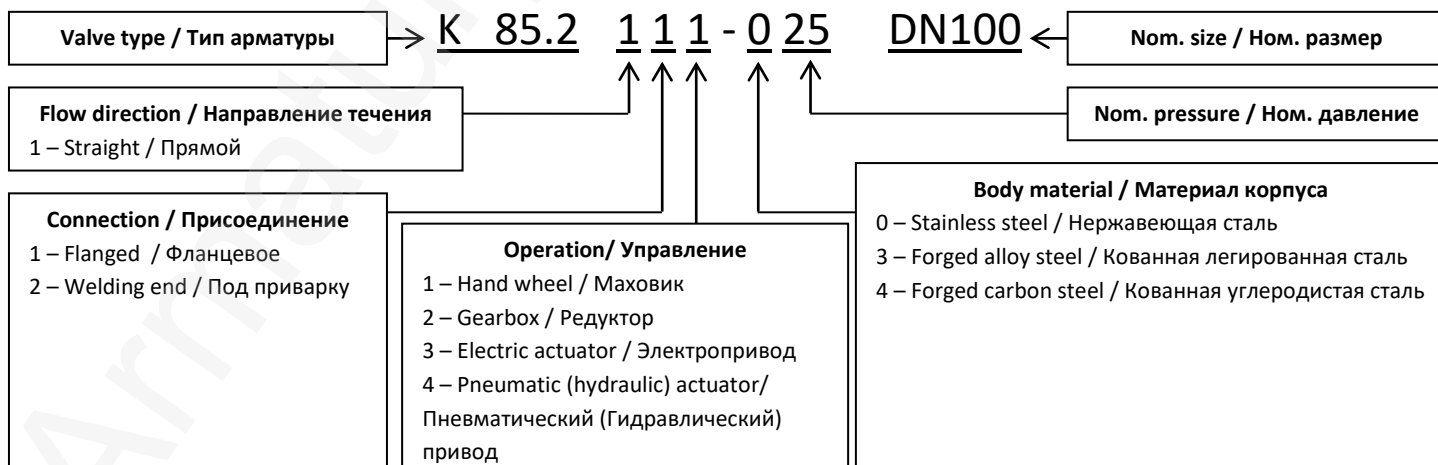 Valve type / Тип арматуры
K 85.2 1 1 1 - 0 25 DN100
Nom. size / Ном. размер
Flow direction / Направление течения
1 – Straight / Прямой
Nom. pressure / Ном. давление
Connection / Присоединение
1 – Flanged / Фланцевое
2 – Welding end / Под приварку
Operation/ Управление
1 – Hand wheel / Маховик
2 – Gearbox / Редуктор
3 – Electric actuator / Электропривод
4 – Pneumatic (hydraulic) actuator/
Пневматический (Гидравлический)
привод
Body material / Материал корпуса
0 – Stainless steel / Нержавеющая сталь
3 – Forged alloy steel / Кованная легированная сталь
4 – Forged carbon steel / Кованная углеродистая сталь